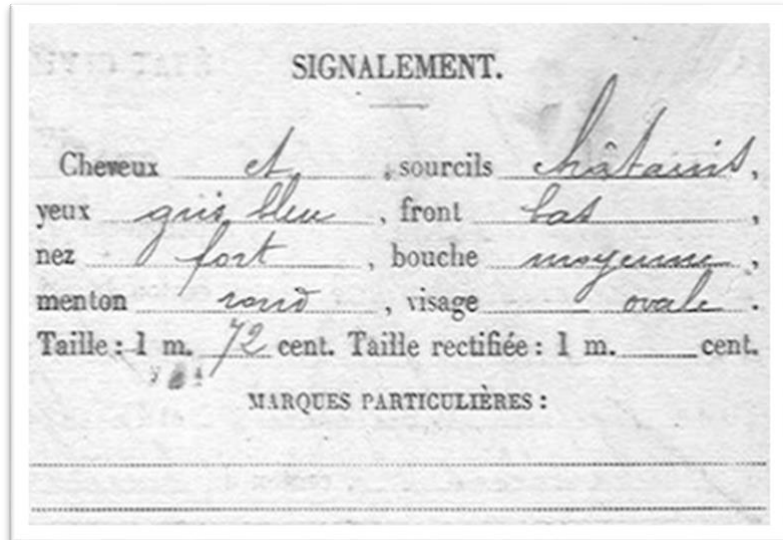 SIGNALEMENT.
Cheveux et, sourcils châtains,
yeux gris bleu, front bas,
nez fort, bouche moyenne,
menton rond, visage ovale.
Taille : 1 m. 72 cent. Taille rectifiée : 1 m. cent.
MARQUES PARTICULIÈRES :